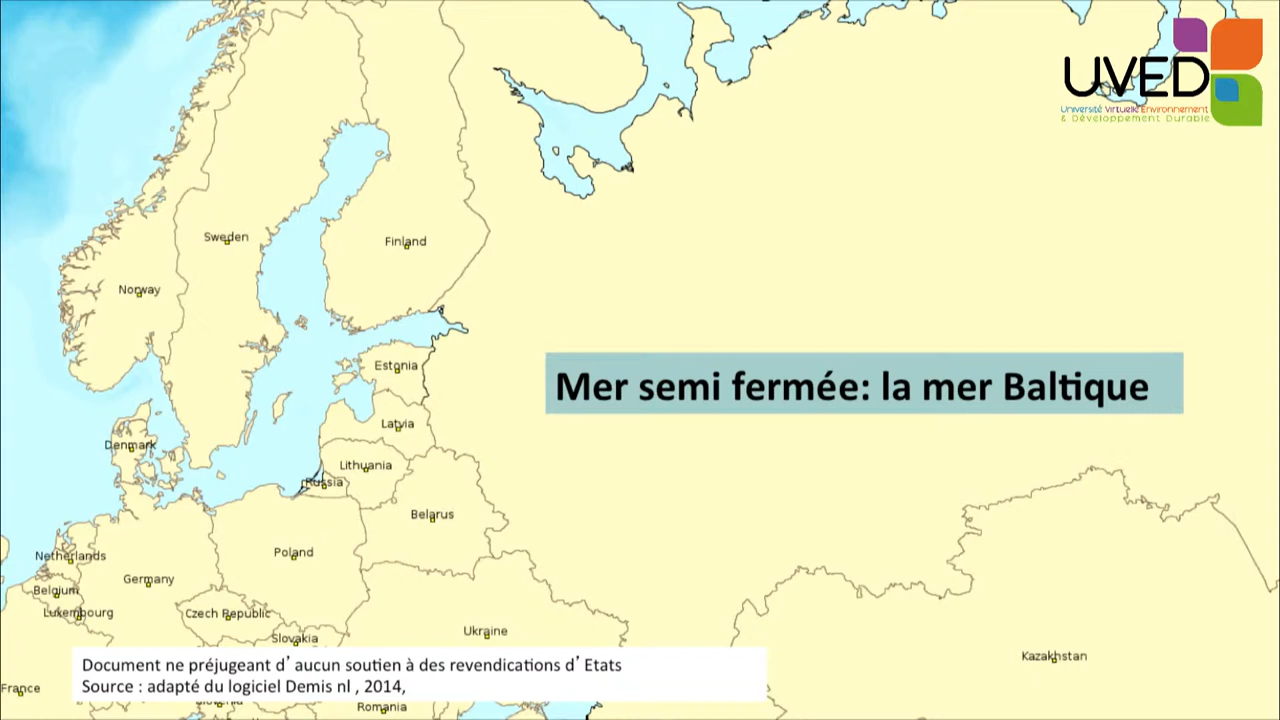 UVED
Université Virtuelle Environnement
& Développement Durable
Sweden
Finland
Norway
Mer semi fermée: la mer Baltique
Estonia
Latvia
Denmark
Lithuania
Russia
Belarus
Netherlands
Poland
Germany
Belgium
Luxembourg
Czech Republic
Ukraine
Slovakia
Kazakhstan
Document ne préjugeant d’aucun soutien à des revendications d’Etats
Source : adapté du logiciel Demis nl , 2014,
France
Romania